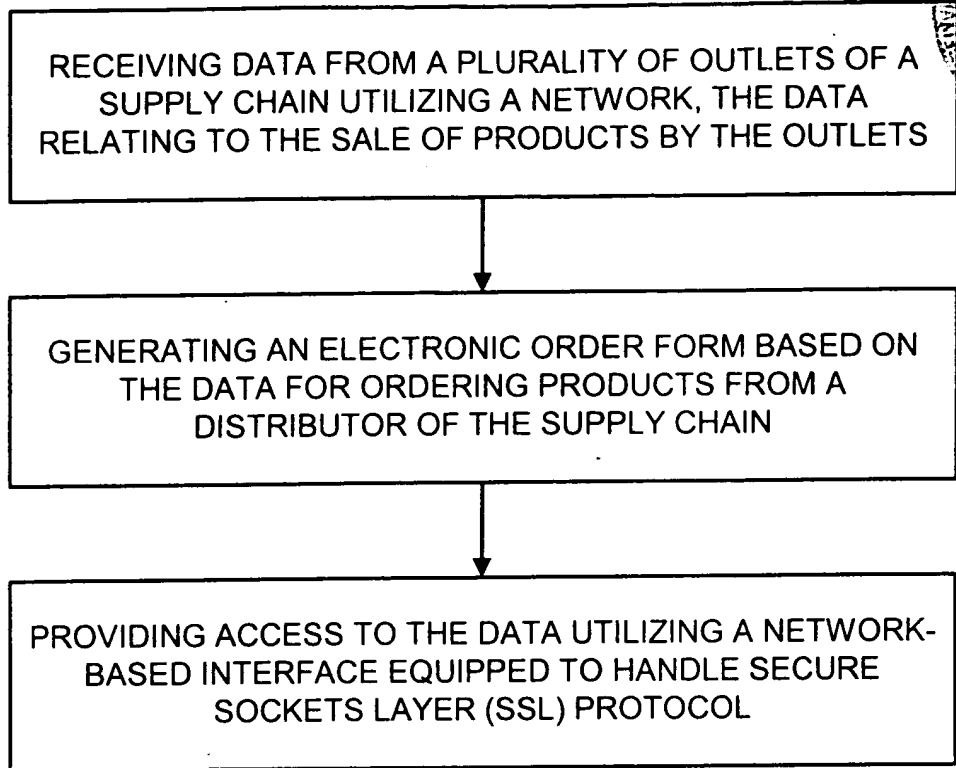 RECEIVING DATA FROM A PLURALITY OF OUTLETS OF A
SUPPLY CHAIN UTILIZING A NETWORK, THE DATA
RELATING TO THE SALE OF PRODUCTS BY THE OUTLETS
GENERATING AN ELECTRONIC ORDER FORM BASED ON
THE DATA FOR ORDERING PRODUCTS FROM A
DISTRIBUTOR OF THE SUPPLY CHAIN
PROVIDING ACCESS TO THE DATA UTILIZING A NETWORK-
BASED INTERFACE EQUIPPED TO HANDLE SECURE
SOCKETS LAYER (SSL) PROTOCOL